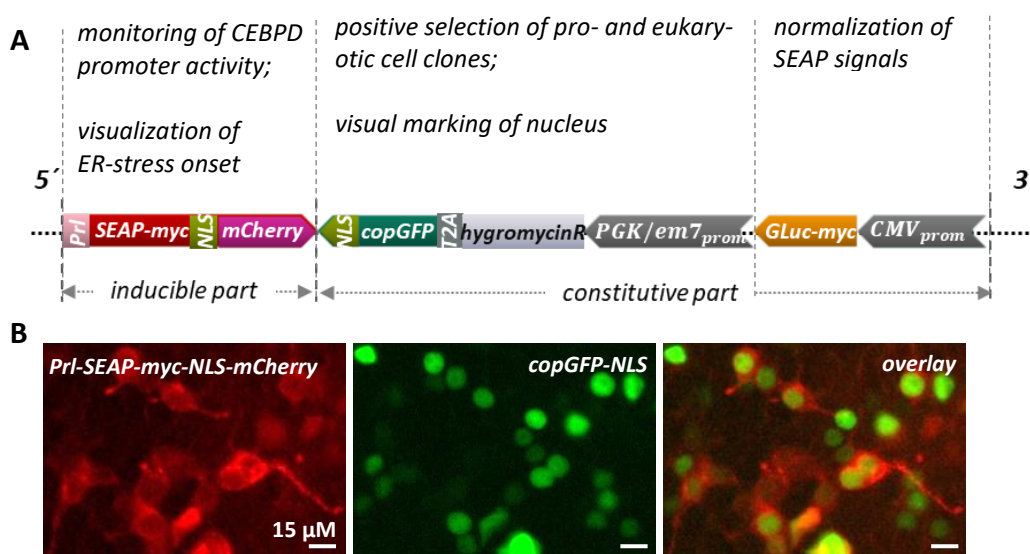 A
monitoring of CEBPD
promoter activity;
visualization of
ER-stress onset
positive selection of pro- and eukary-
otic cell clones;
visual marking of nucleus
normalization of
SEAP signals
5´
3
Prl
SEAP-myc
NLS
mCherry
NLS
copGFP
T2A
hygromycinR
PGK/em7prom
GLuc-myc
CMVprom
inducible part
constitutive part
B
Prl-SEAP-myc-NLS-mCherry
15 μM
copGFP-NLS
overlay